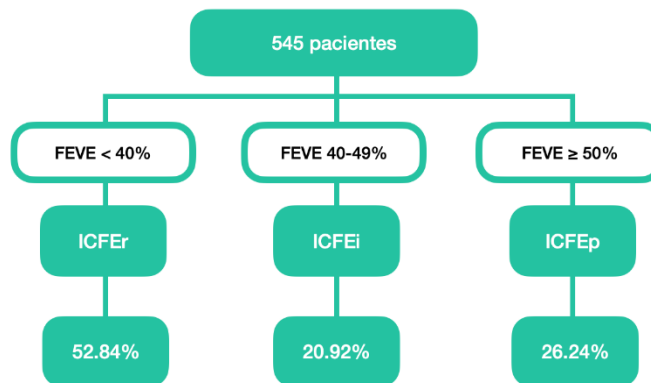 545 pacientes
FEVE < 40%
FEVE 40-49%
FEVE ≥ 50%
ICFEr
ICFEi
ICFEp
52.84%
20.92%
26.24%